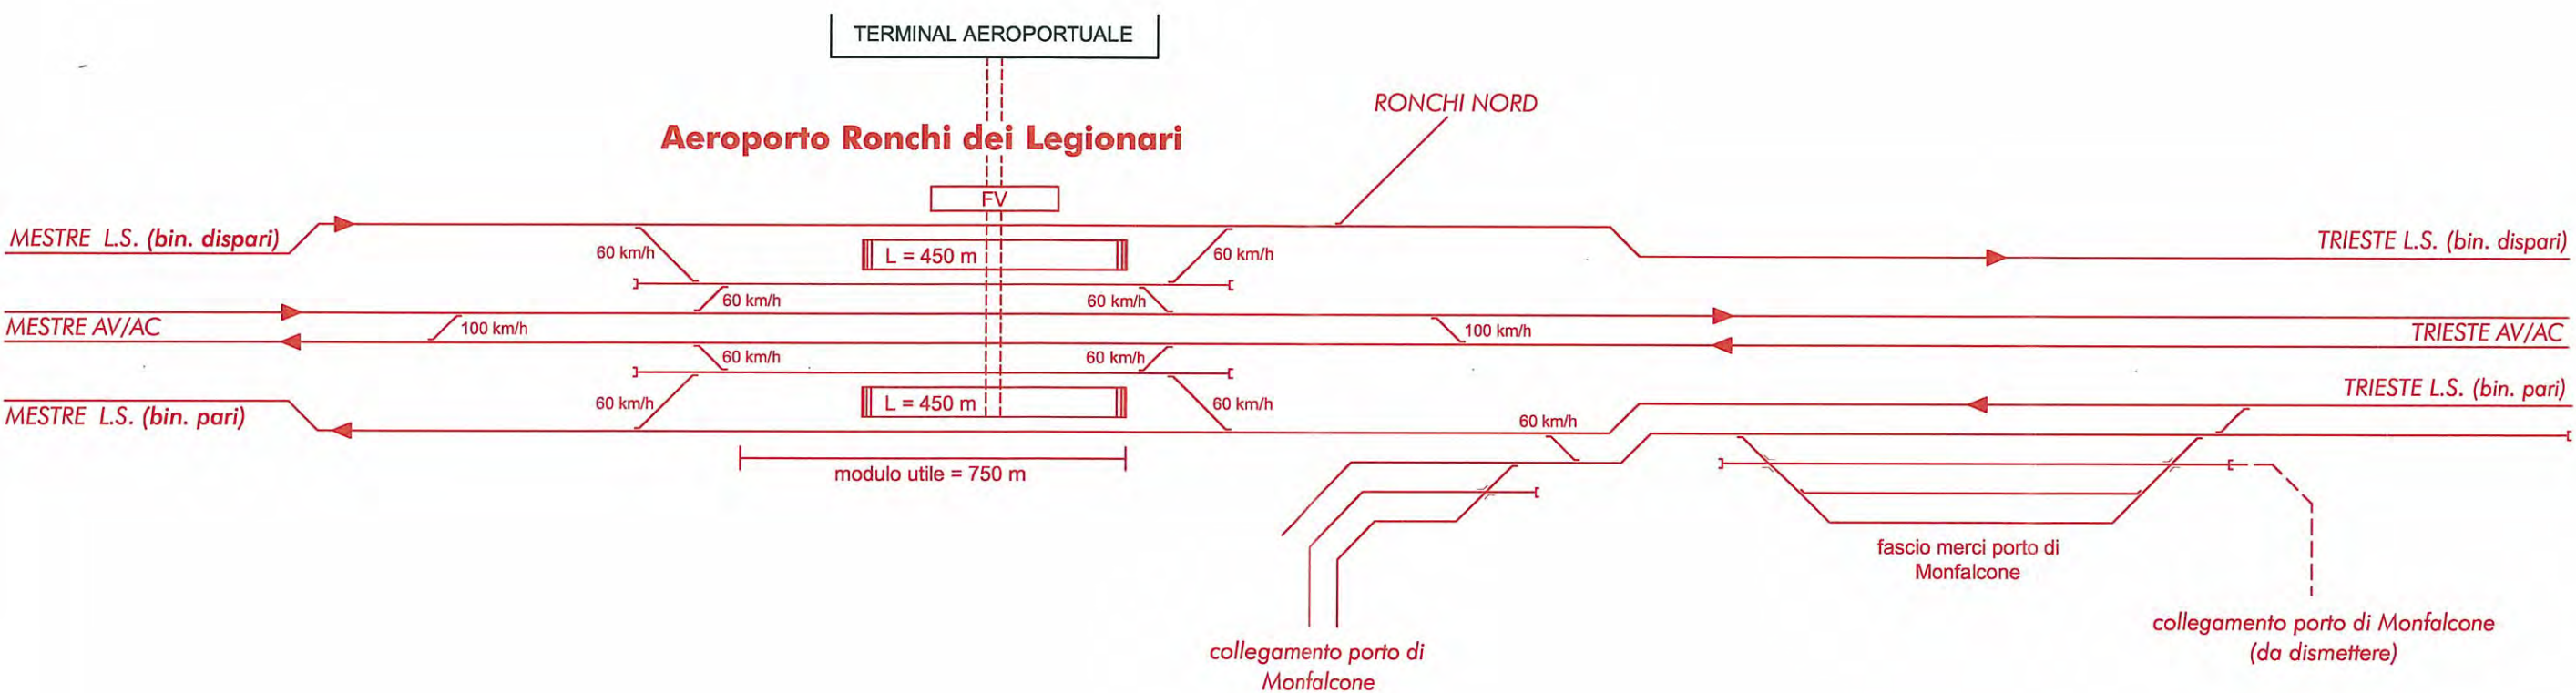 TERMINAL AEROPORTUALE
RONCHI NORD
Aeroporto Ronchi dei Legionari
FV
MESTRE L.S. (bin. dispari)
60 km/h
L = 450 m
60 km/h
TRIESTE L.S. (bin. dispari)
60 km/h
60 km/h
MESTRE AV/AC
100 km/h
100 km/h
TRIESTE AV/AC
60 km/h
60 km/h
TRIESTE L.S. (bin. pari)
60 km/h
L = 450 m
60 km/h
MESTRE L.S. (bin. pari)
60 km/h
modulo utile = 750 m
fascio merci porto di
Monfalcone
collegamento porto di Monfalcone
(da dismettere)
collegamento porto di
Monfalcone